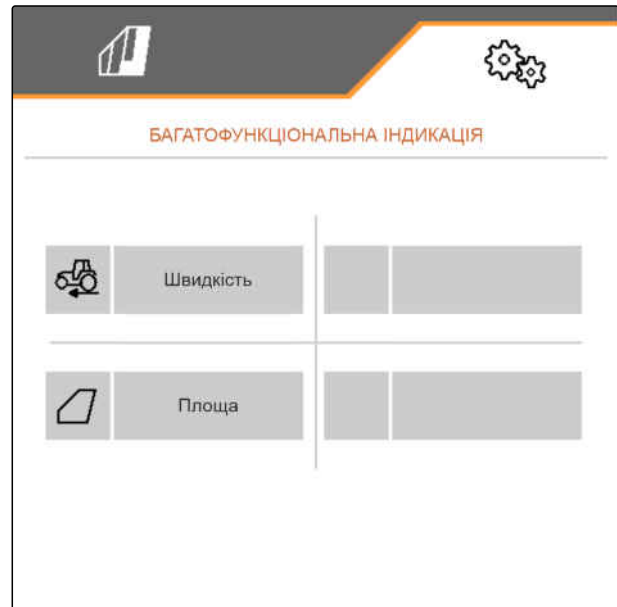 БАГАТОФУНКЦІОНАЛЬНА ІНДИКАЦІЯ
Швидкість
Площа